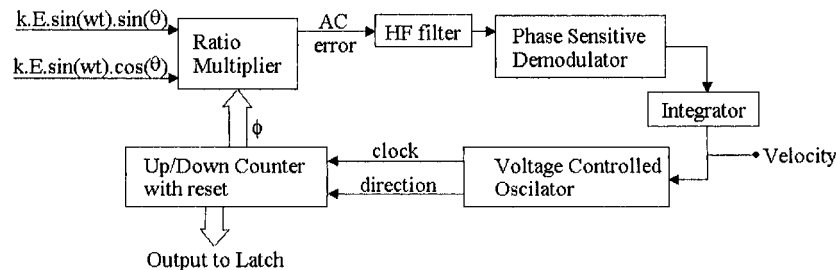 k.E.sin(wt).sin(θ)
k.E.sin(wt).cos(θ)
Ratio
Multiplier
AC
error
HF filter
Phase Sensitive
Demodulator
Integrator
Velocity
Voltage Controlled
Oscilator
clock
direction
ϕ
Up/Down Counter
with reset
Output to Latch